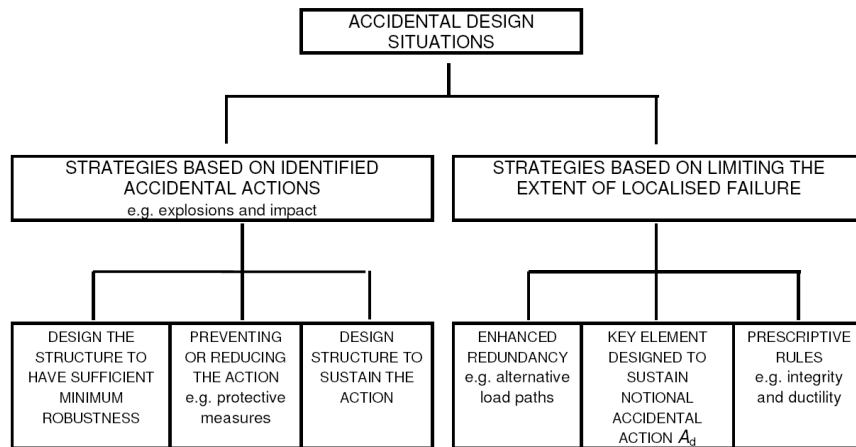 ACCIDENTAL DESIGN
SITUATIONS
STRATEGIES BASED ON IDENTIFIED
ACCIDENTAL ACTIONS
e.g. explosions and impact
STRATEGIES BASED ON LIMITING THE
EXTENT OF LOCALISED FAILURE
DESIGN THE
STRUCTURE TO
HAVE SUFFICIENT
MINIMUM
ROBUSTNESS
PREVENTING
OR REDUCING
THE ACTION
e.g. protective
measures
DESIGN
STRUCTURE TO
SUSTAIN THE
ACTION
ENHANCED
REDUNDANCY
e.g. alternative
load paths
KEY ELEMENT
DESIGNED TO
SUSTAIN
NOTIONAL
ACCIDENTAL
ACTION Ad
PRESCRIPTIVE
RULES
e.g. integrity
and ductility